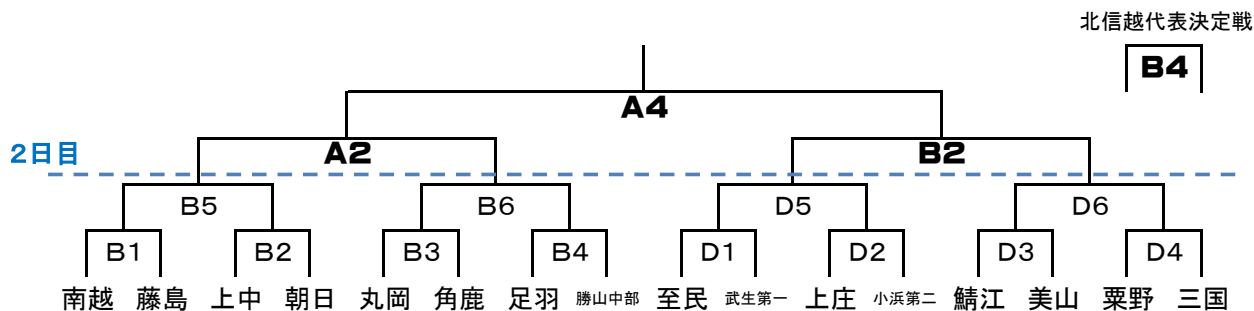 北信越代表決定戦
B4
A4
2日目
A2 B2
B5 B6 D5 D6
B1 B2 B3 B4 D1 D2 D3 D4
南越 藤島 上中 朝日 丸岡 角鹿 足羽 勝山中部 至民 武生第一 上庄 小浜第二 鯖江 美山 粟野 三国